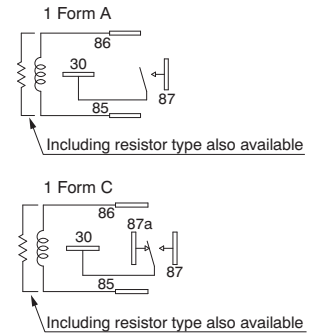 1 Form A
86
30
85
87
Including resistor type also available
1 Form C
86
87a
30
85
87
Including resistor type also available